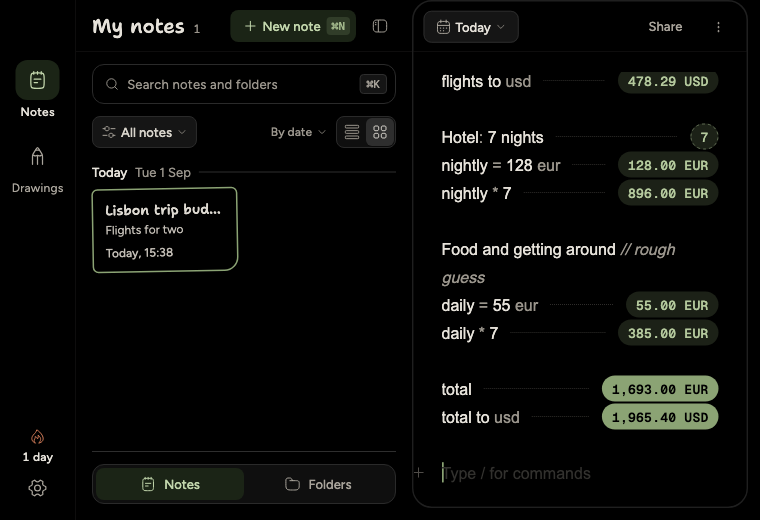 My notes 1
+ New note ⌘N
Today
Share
Search notes and folders ⌘K
Notes
All notes
By date
Drawings
Today Tue 1 Sep
Lisbon trip bud...
Flights for two
Today, 15:38
1 day
Notes
Folders
flights to usd 478.29 USD
Hotel: 7 nights 7
nightly = 128 eur 128.00 EUR
nightly * 7 896.00 EUR
Food and getting around // rough
guess
daily = 55 eur 55.00 EUR
daily * 7 385.00 EUR
total 1,693.00 EUR
total to usd 1,965.40 USD
+ Type / for commands